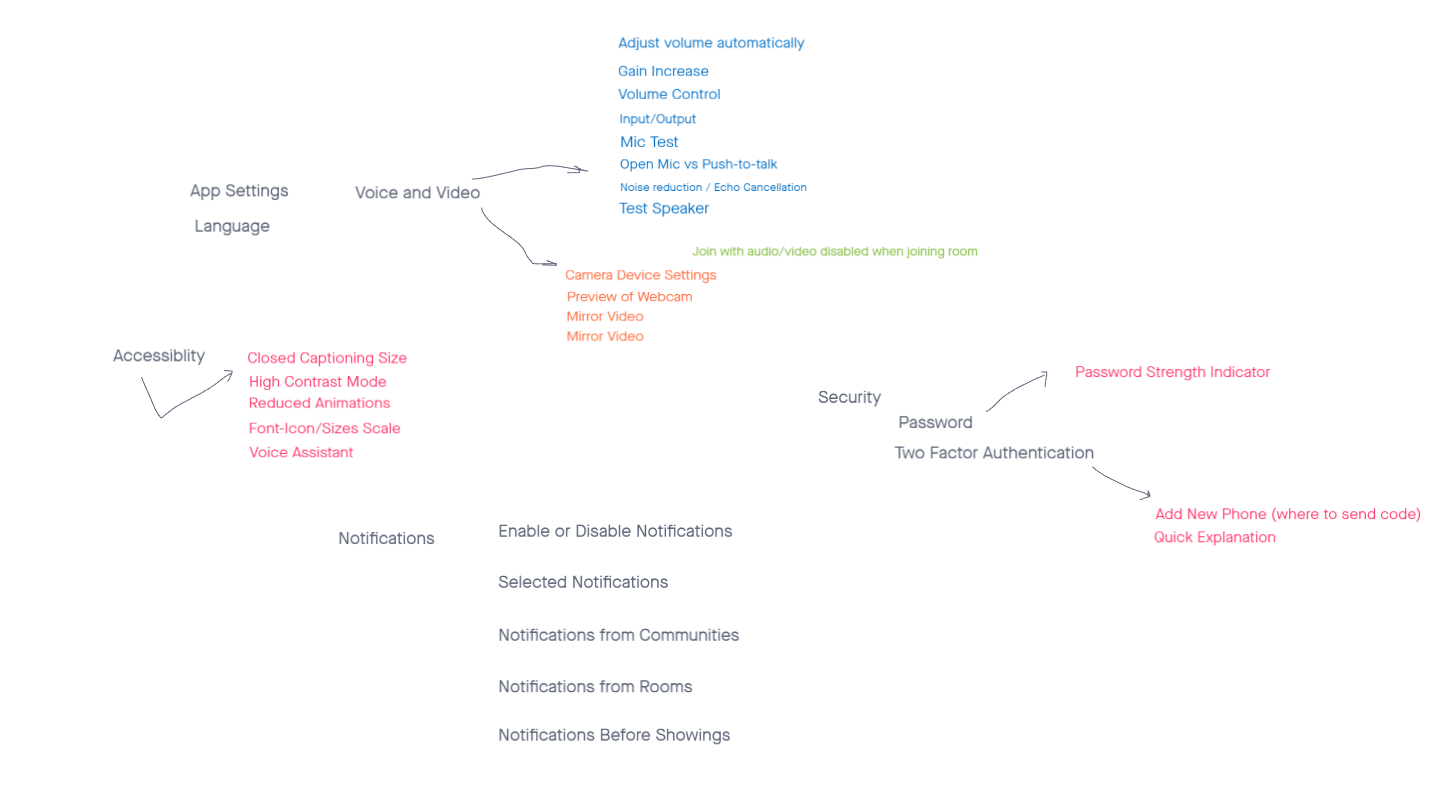 Adjust volume automatically
Gain Increase
Volume Control
Input/Output
Mic Test
Open Mic vs Push-to-talk
Noise reduction / Echo Cancellation
Test Speaker
App Settings
Language
Voice and Video
Join with audio/video disabled when joining room
Camera Device Settings
Preview of Webcam
Mirror Video
Mirror Video
Accessiblity
Closed Captioning Size
High Contrast Mode
Reduced Animations
Font-Icon/Sizes Scale
Voice Assistant
Security
Password
Two Factor Authentication
Password Strength Indicator
Add New Phone (where to send code)
Quick Explanation
Notifications
Enable or Disable Notifications
Selected Notifications
Notifications from Communities
Notifications from Rooms
Notifications Before Showings